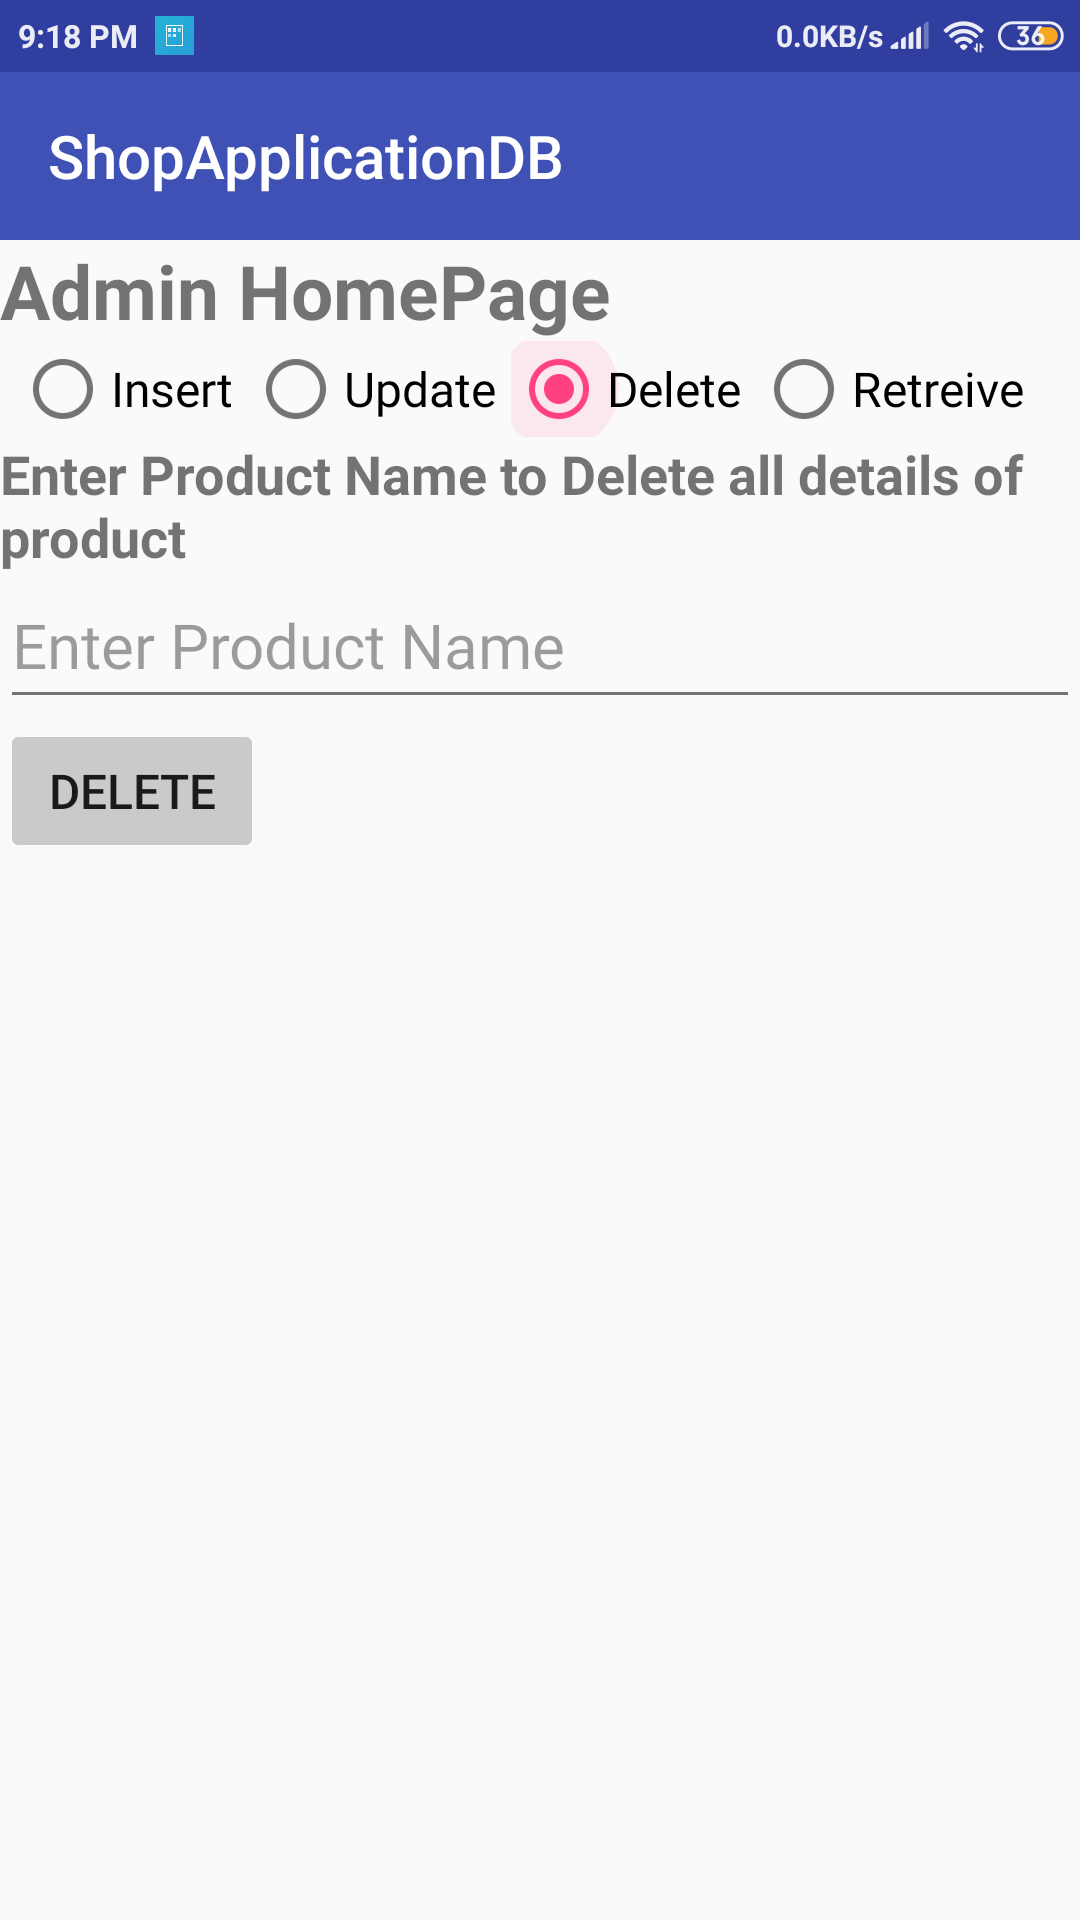 9:18 PM 0.0KB/s 36
ShopApplicationDB
Admin HomePage
Insert Update Delete Retreive
Enter Product Name to Delete all details of
product
Enter Product Name
DELETE